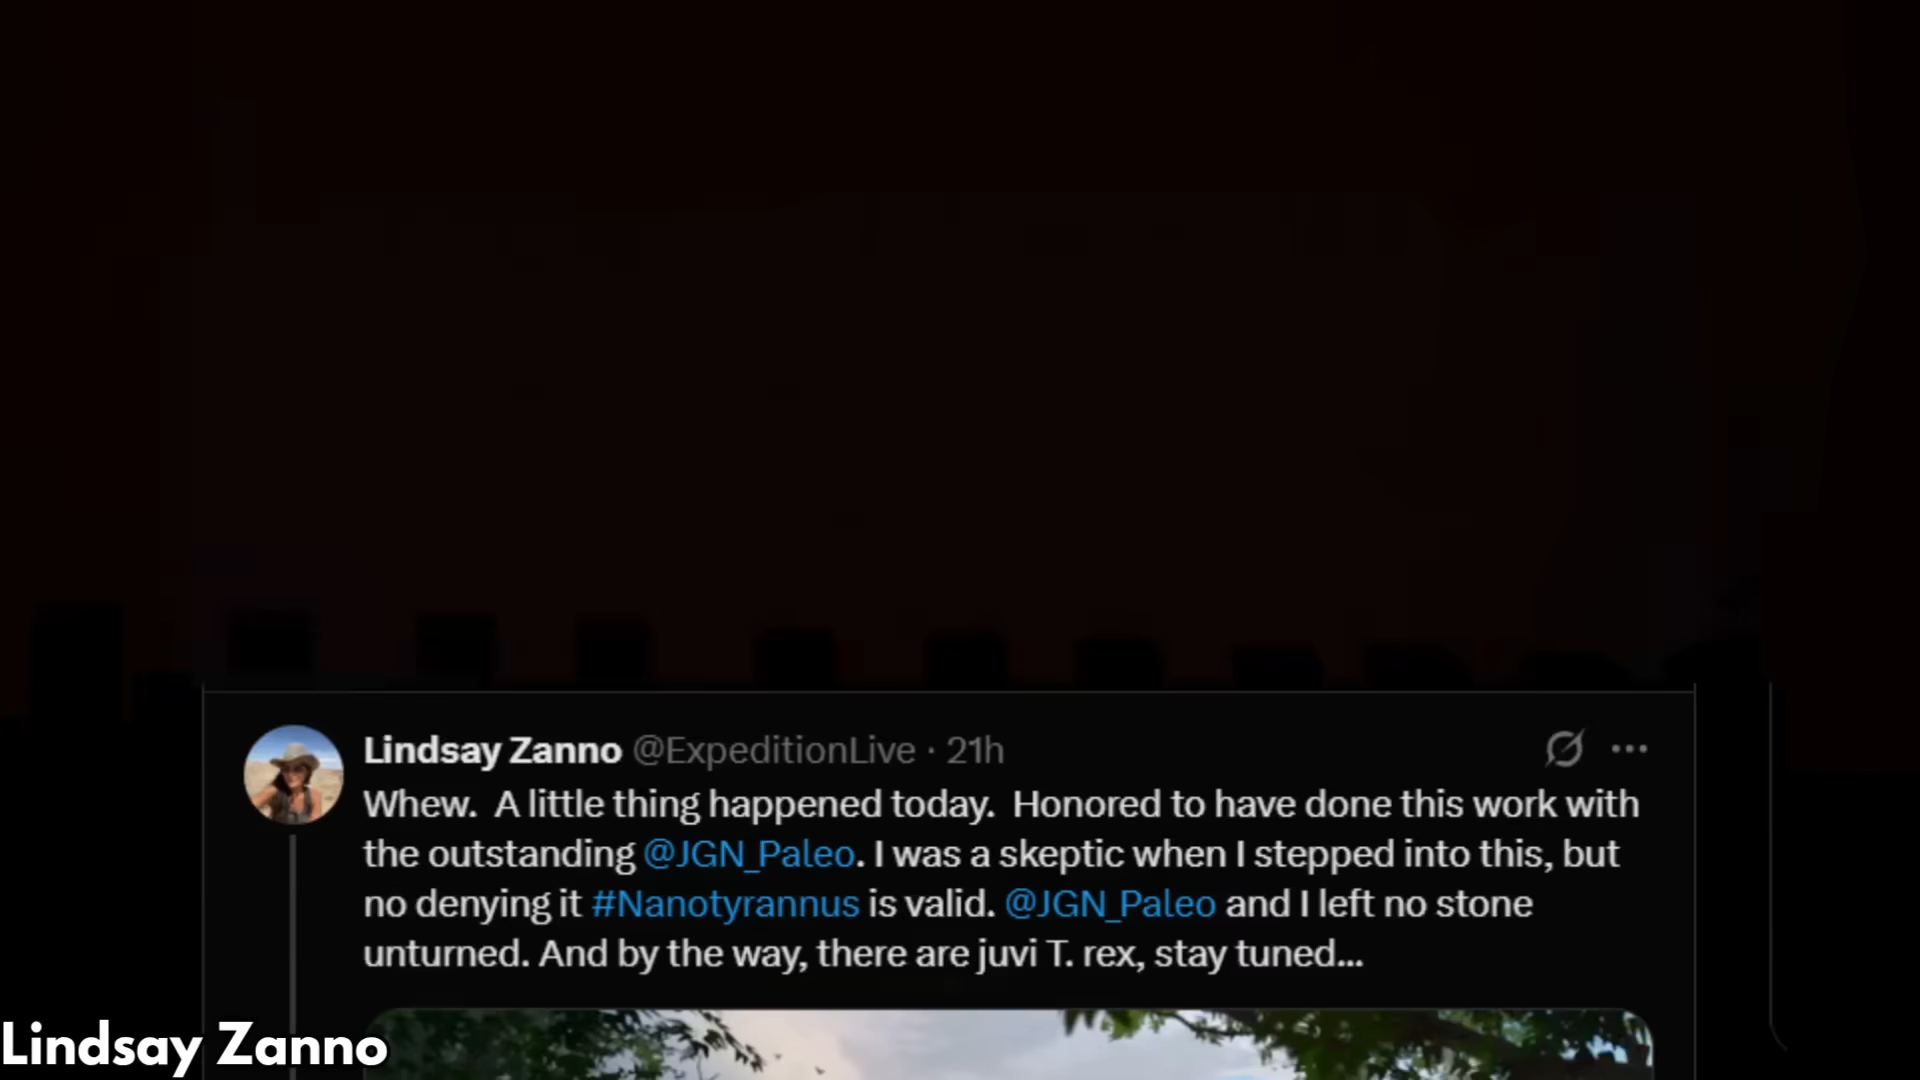 Lindsay Zanno @ExpeditionLive · 21h
Whew.  A little thing happened today.  Honored to have done this work with
the outstanding @JGN_Paleo. I was a skeptic when I stepped into this, but
no denying it #Nanotyrannus is valid. @JGN_Paleo and I left no stone
unturned. And by the way, there are juvi T. rex, stay tuned...
Lindsay Zanno